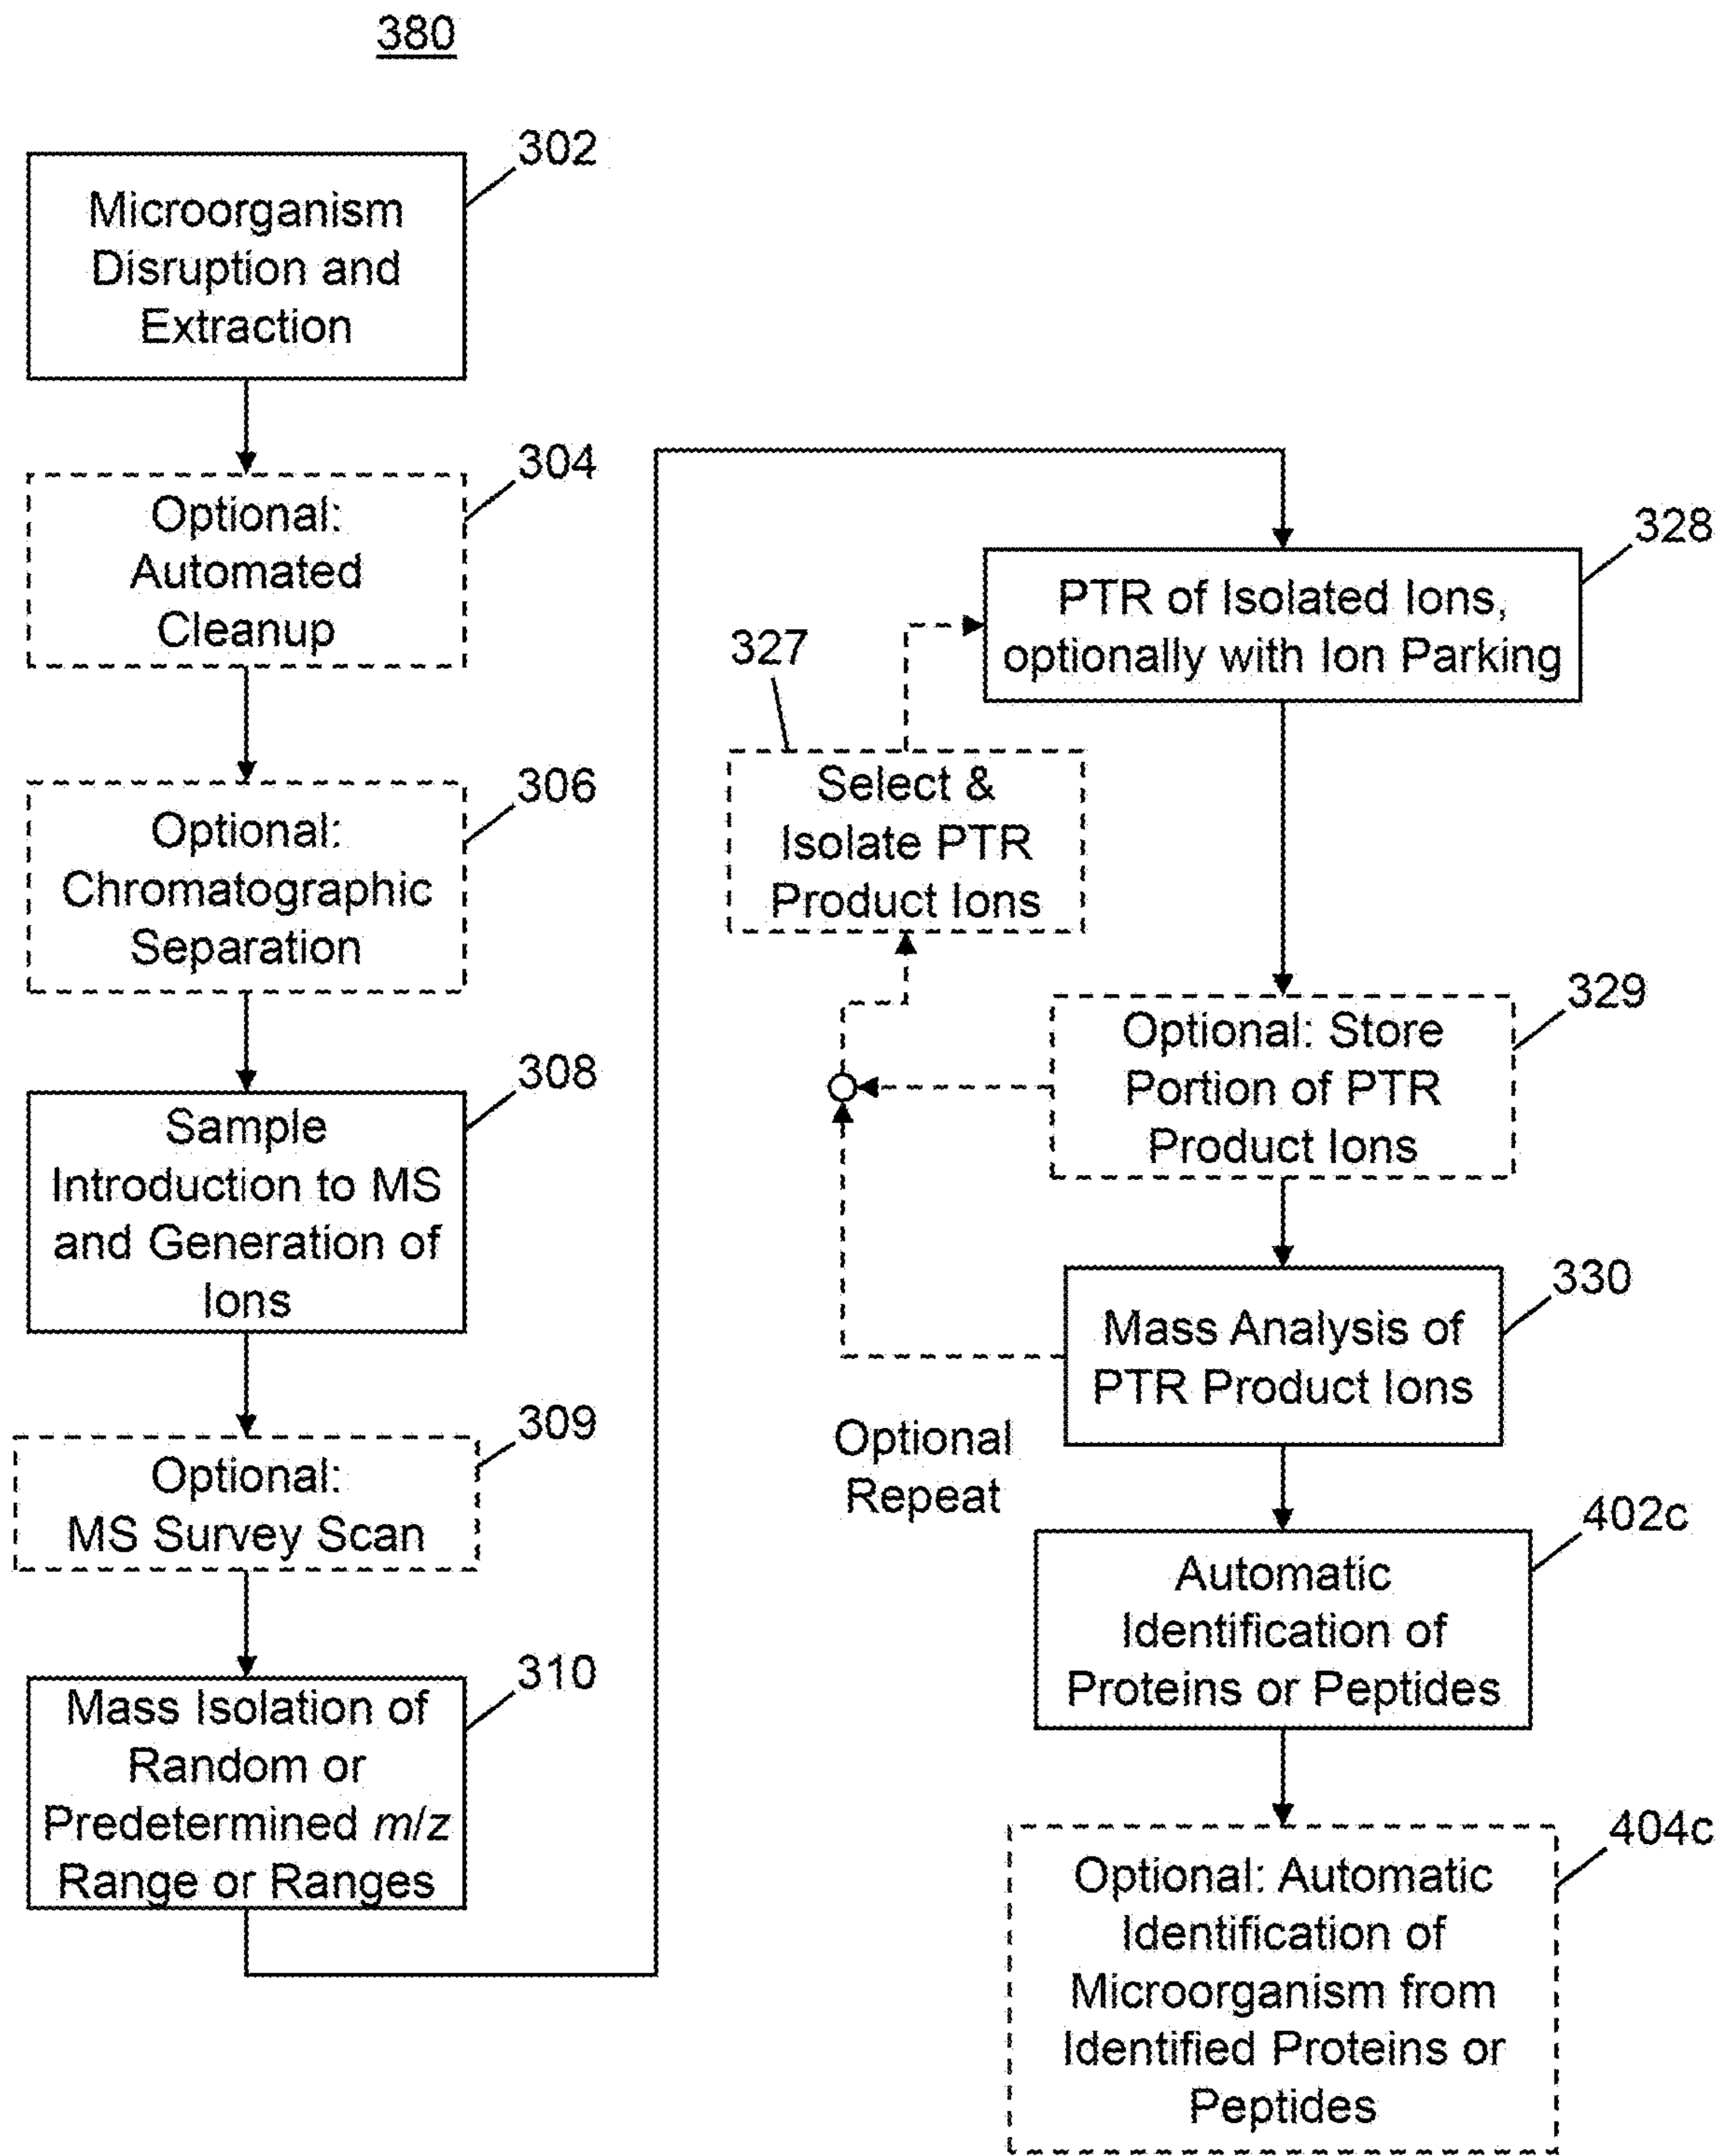 380
302
Microorganism
Disruption and
Extraction
304
Optional:
Automated
Cleanup
306
Optional:
Chromatographic
Separation
308
Sample
Introduction to MS
and Generation of
Ions
309
Optional:
MS Survey Scan
310
Mass Isolation of
Random or
Predetermined m/z
Range or Ranges
328
PTR of Isolated Ions,
optionally with Ion Parking
327
Select &
Isolate PTR
Product Ions
329
Optional: Store
Portion of PTR
Product Ions
330
Mass Analysis of
PTR Product Ions
Optional
Repeat
402c
Automatic
Identification of
Proteins or Peptides
404c
Optional: Automatic
Identification of
Microorganism from
Identified Proteins or
Peptides